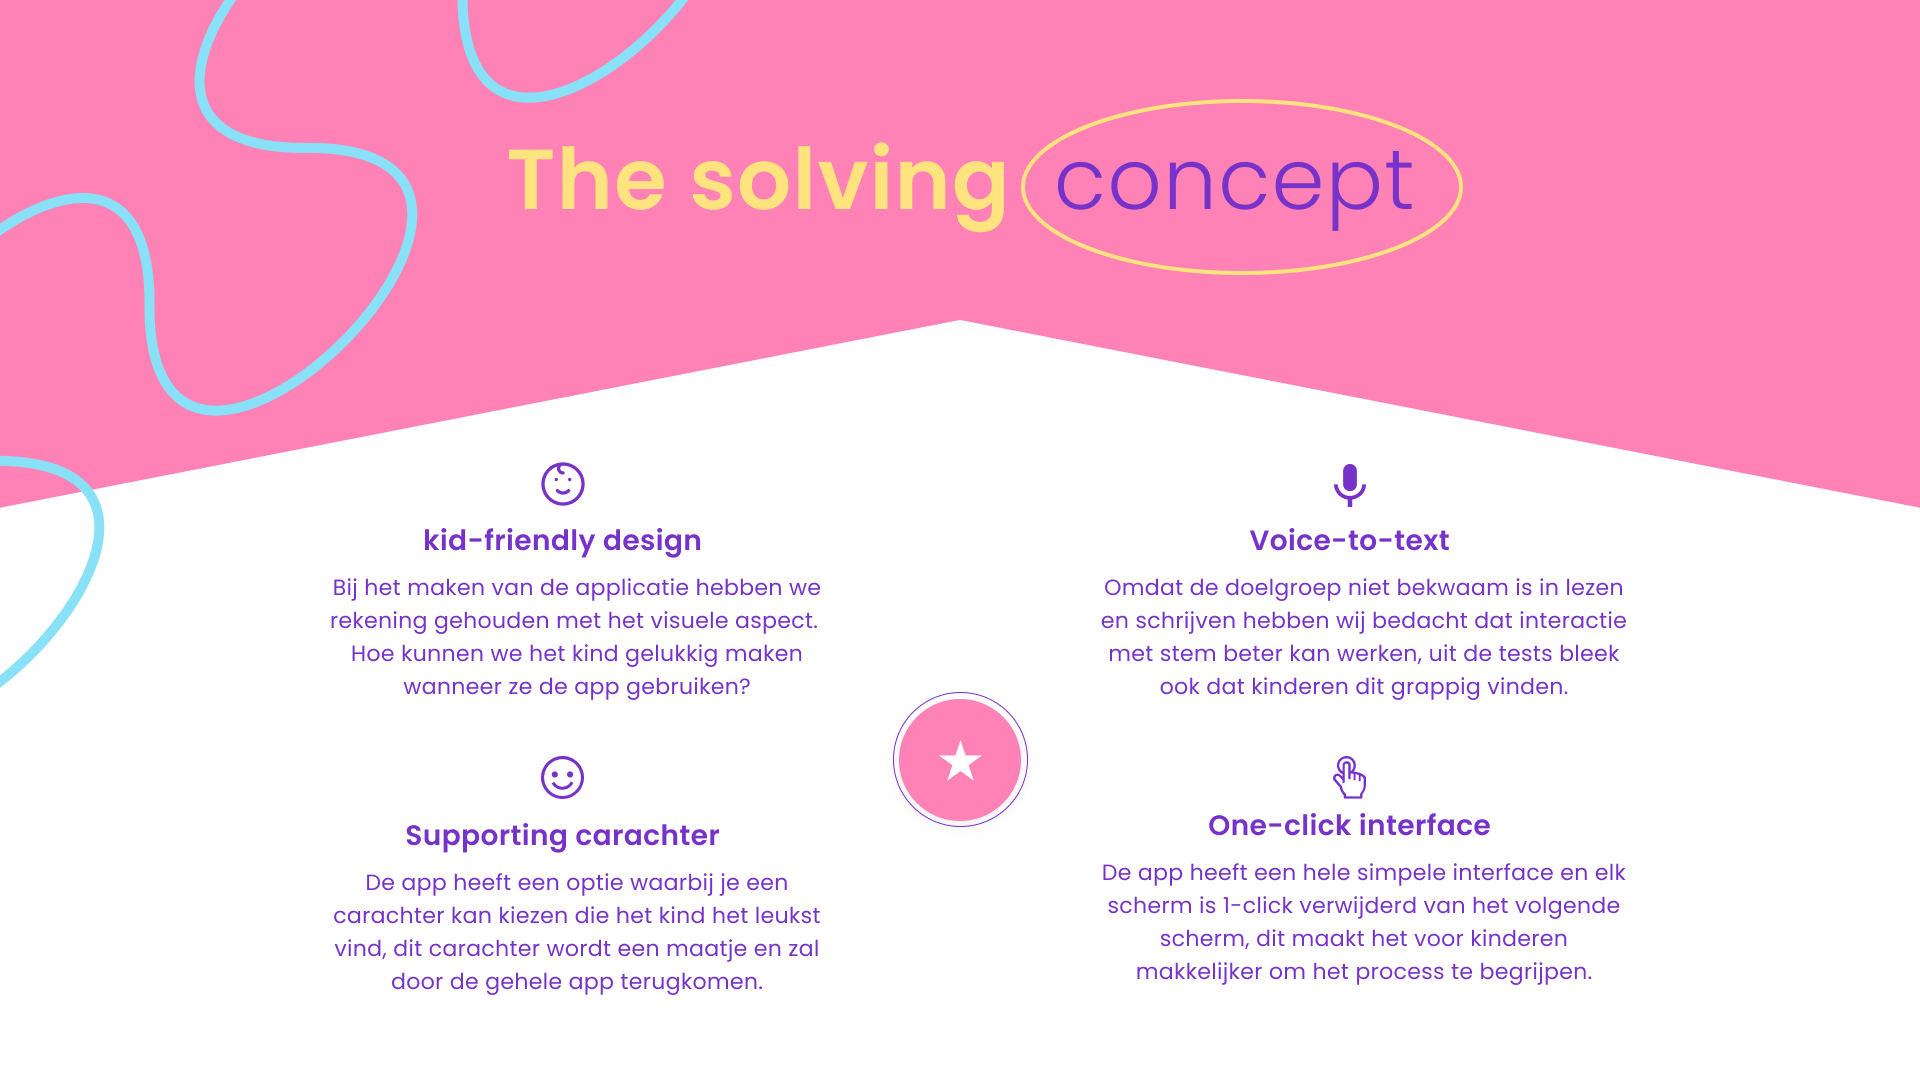 The solving concept
kid-friendly design
Bij het maken van de applicatie hebben we
rekening gehouden met het visuele aspect.
Hoe kunnen we het kind gelukkig maken
wanneer ze de app gebruiken?
Voice-to-text
Omdat de doelgroep niet bekwaam is in lezen
en schrijven hebben wij bedacht dat interactie
met stem beter kan werken, uit de tests bleek
ook dat kinderen dit grappig vinden.
Supporting carachter
De app heeft een optie waarbij je een
carachter kan kiezen die het kind het leukst
vind, dit carachter wordt een maatje en zal
door de gehele app terugkomen.
One-click interface
De app heeft een hele simpele interface en elk
scherm is 1-click verwijderd van het volgende
scherm, dit maakt het voor kinderen
makkelijker om het process te begrijpen.